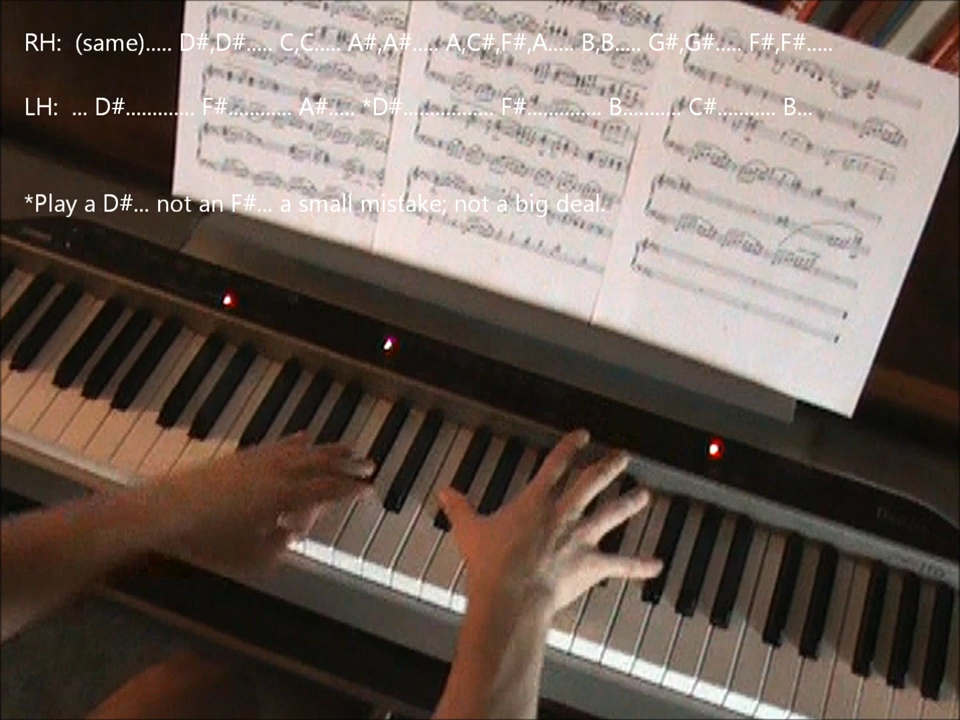 RH:  (same)..... D#,D#..... C,C..... A#,A#..... A,C#,F#,A..... B,B..... G#,G#..... F#,F#.....
LH:  ... D#............. F#............ A#..... *D#................. F#.............. B........... C#........... B...
*Play a D#... not an F#... a small mistake; not a big deal.